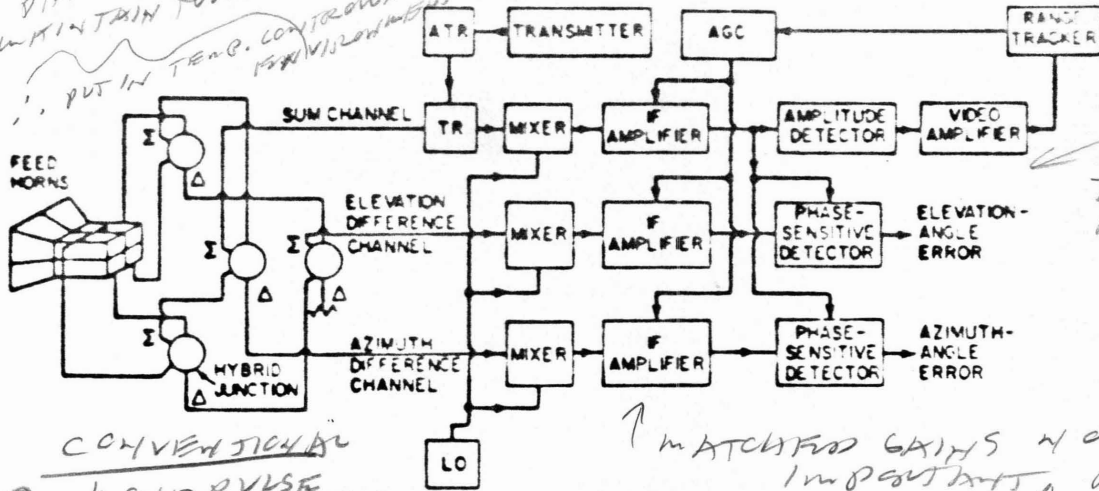 MAINTAIN
∴ PUT IN TEMP. CONTROLLED
ENVIRONMENT
ATR
TRANSMITTER
AGC
RANGE
TRACKER
SUM CHANNEL
TR
MIXER
IF
AMPLIFIER
AMPLITUDE
DETECTOR
VIDEO
AMPLIFIER
FEED
HORNS
Σ
Δ
ELEVATION
DIFFERENCE
CHANNEL
Σ
Δ
Σ
Δ
MIXER
IF
AMPLIFIER
PHASE-
SENSITIVE
DETECTOR
ELEVATION-
ANGLE
ERROR
Σ
Δ
HYBRID
JUNCTION
AZIMUTH
DIFFERENCE
CHANNEL
MIXER
IF
AMPLIFIER
PHASE-
SENSITIVE
DETECTOR
AZIMUTH-
ANGLE
ERROR
LO
CONVENTIONAL
PULSE
MATCHED GAINS
IMPORTANT